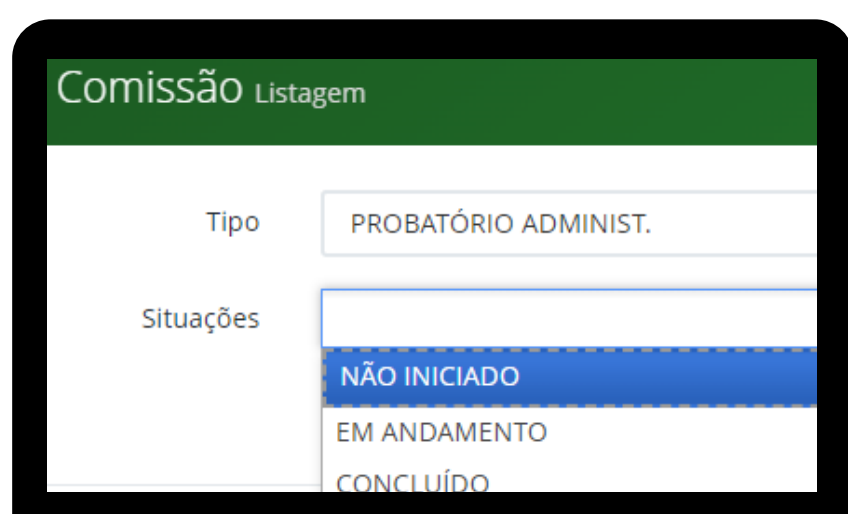 Comissão Listagem
Tipo PROBATÓRIO ADMINIST.
Situações
NÃO INICIADO
EM ANDAMENTO
CONCLUÍDO